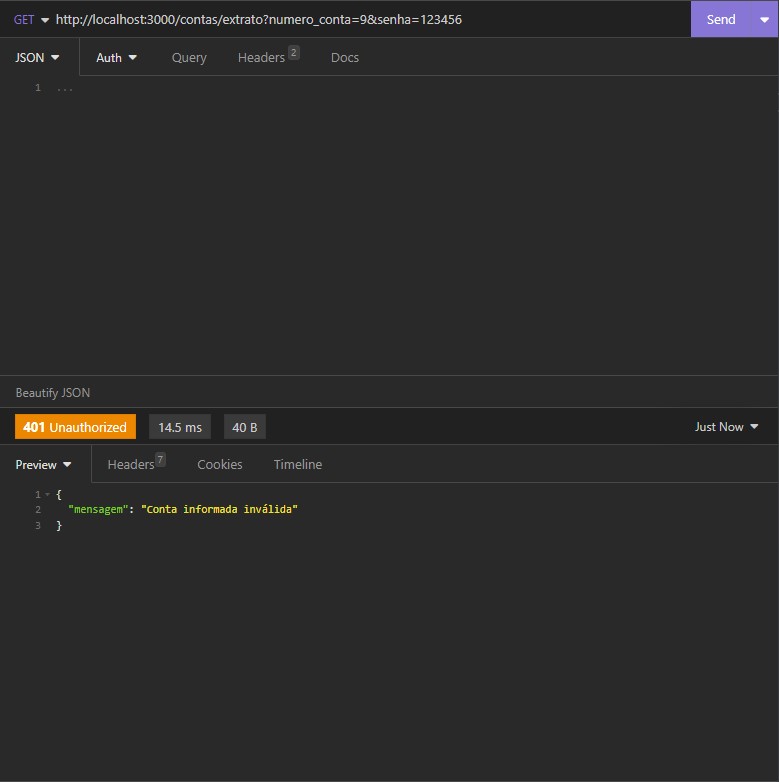 GET http://localhost:3000/contas/extrato?numero_conta=9&senha=123456 Send
JSON Auth Query Headers 2 Docs
1 ...
Beautify JSON
401 Unauthorized 14.5 ms 40 B Just Now
Preview Headers 7 Cookies Timeline
1 {
2 "mensagem": "Conta informada inválida"
3 }